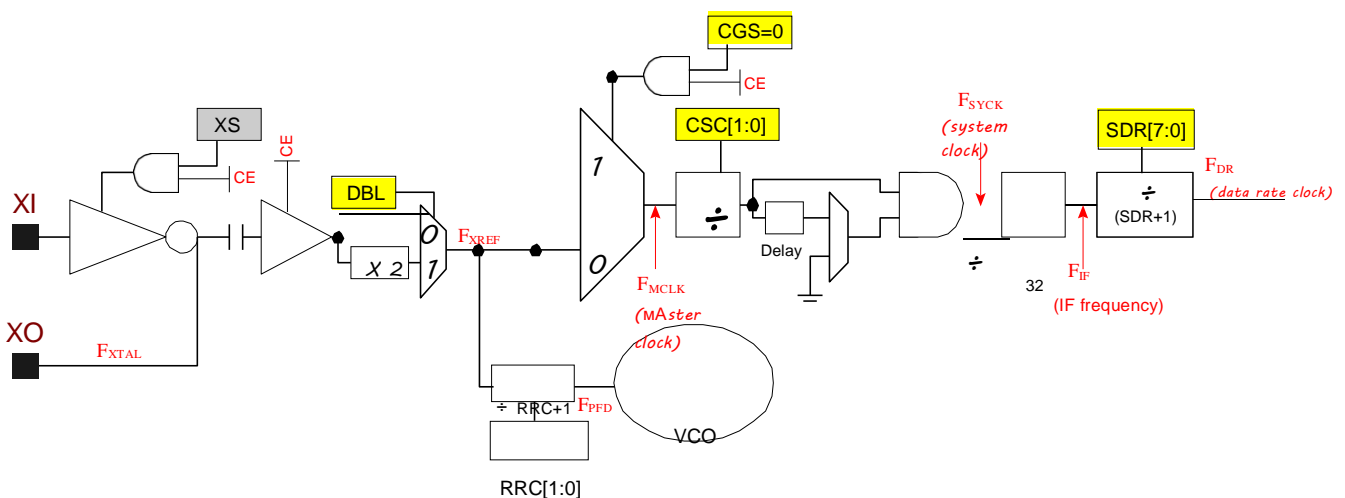 CGS=0
CE
XS
CE
CE
CSC[1:0]
FSYCK
(system
clock)
SDR[7:0]
FDR
(data rate clock)
DBL
XI
1
0
0
1
X 2
FXREF
÷
Delay
÷
32
÷
(SDR+1)
FIF
(IF frequency)
FMCLK
(MAster
clock)
XO
FXTAL
÷ RRC+1
FPFD
VCO
RRC[1:0]